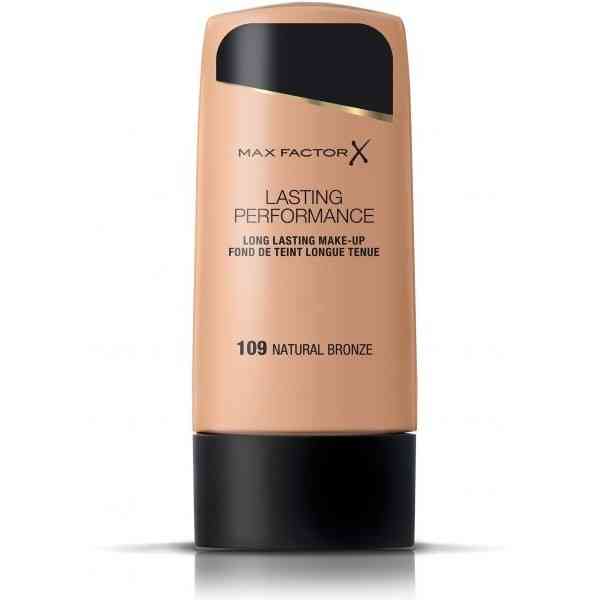 MAX FACTOR X
LASTING
PERFORMANCE
LONG LASTING MAKE-UP
FOND DE TEINT LONGUE TENUE
109 NATURAL BRONZE